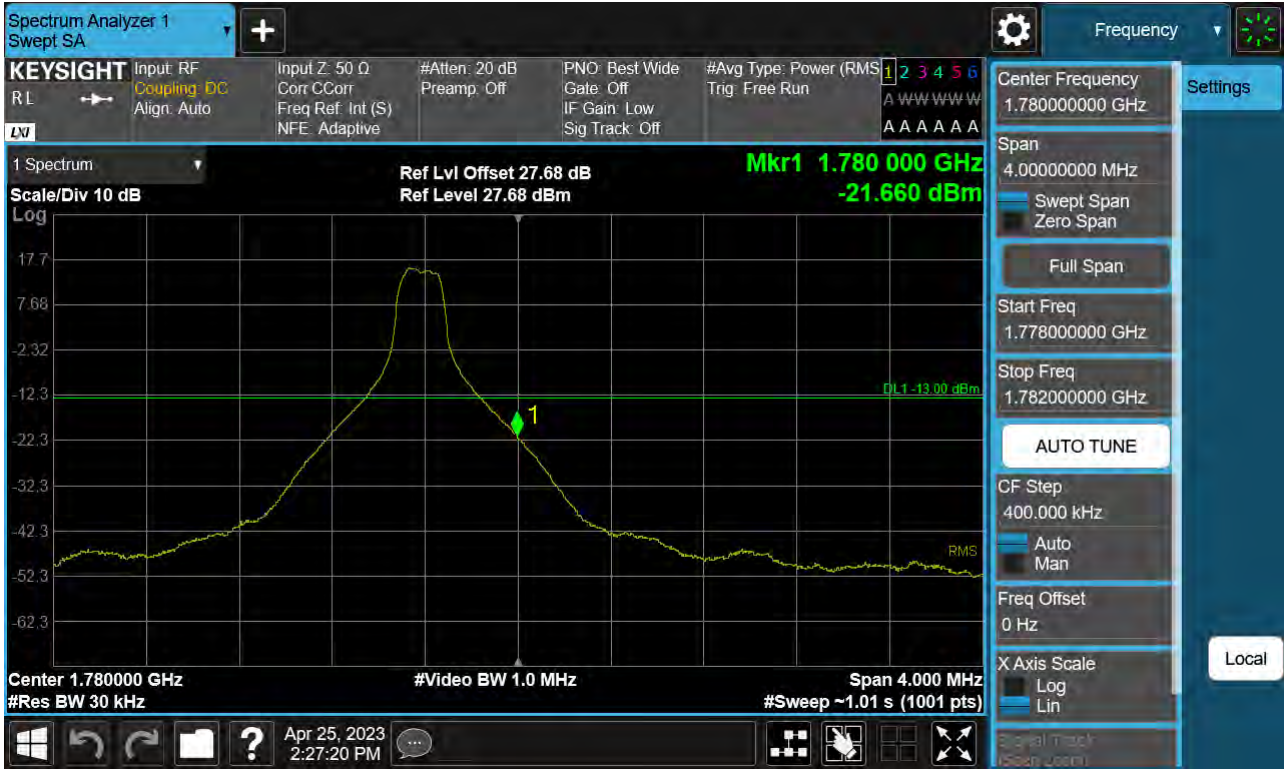 Spectrum Analyzer 1
Swept SA
Frequency
KEYSIGHT
RL
LXI
Input: RF
Coupling: DC
Align: Auto
Input Z: 50 Ω
Corr CCorr
Freq Ref: Int (S)
NFE: Adaptive
#Atten: 20 dB
Preamp: Off
PNO: Best Wide
Gate: Off
IF Gain: Low
Sig Track: Off
#Avg Type: Power (RMS
Trig: Free Run
1 2 3 4 5 6
A W W W W W
A A A A A A
1 Spectrum
Scale/Div 10 dB
Log
Ref Lvl Offset 27.68 dB
Ref Level 27.68 dBm
Mkr1 1.780 000 GHz
-21.660 dBm
17.7
7.68
-2.32
-12.3
-22.3
-32.3
-42.3
-52.3
-62.3
DL1 -13.00 dBm
1
RMS
Center 1.780000 GHz
#Res BW 30 kHz
#Video BW 1.0 MHz
Span 4.000 MHz
#Sweep ~1.01 s (1001 pts)
Center Frequency
1.780000000 GHz
Settings
Span
4.00000000 MHz
Swept Span
Zero Span
Full Span
Start Freq
1.778000000 GHz
Stop Freq
1.782000000 GHz
AUTO TUNE
CF Step
400.000 kHz
Auto
Man
Freq Offset
0 Hz
X Axis Scale
Log
Lin
Local
Signal Track
(Span Zoom)
Apr 25, 2023
2:27:20 PM